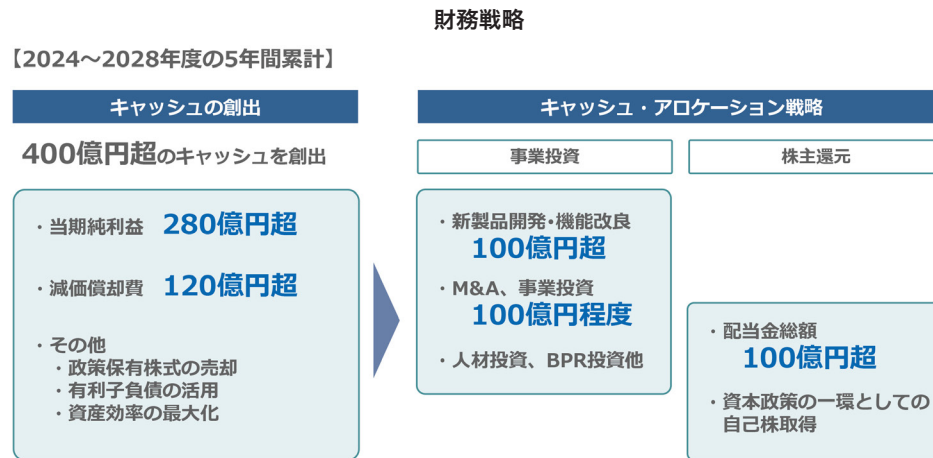 財務戦略
【2024～2028年度の5年間累計】
キャッシュの創出
400億円超のキャッシュを創出
・当期純利益 280億円超
・減価償却費 120億円超
・その他
・政策保有株式の売却
・有利子負債の活用
・資産効率の最大化
キャッシュ・アロケーション戦略
事業投資
・新製品開発・機能改良
100億円超
・M&A、事業投資
100億円程度
・人材投資、BPR投資他
株主還元
・配当金総額
100億円超
・資本政策の一環としての
自己株取得